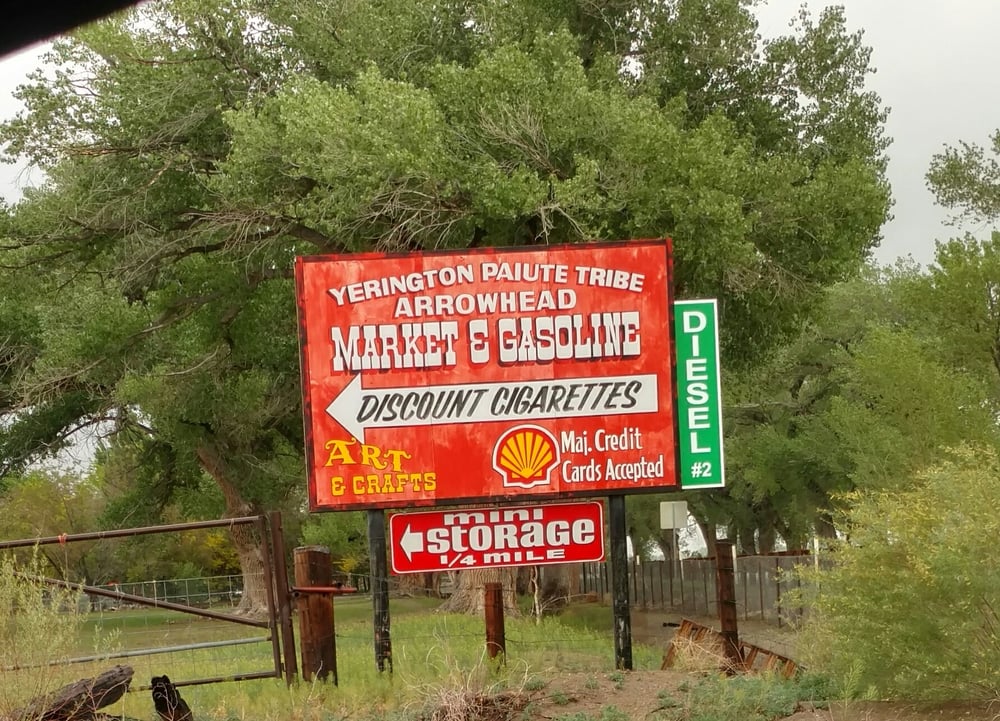 YERINGTON PAIUTE TRIBE
ARROWHEAD
MARKET & GASOLINE
DISCOUNT CIGARETTES
ART
& CRAFTS
Maj. Credit
Cards Accepted
DIESEL
#2
mini
STORAGE
1/4 MILE